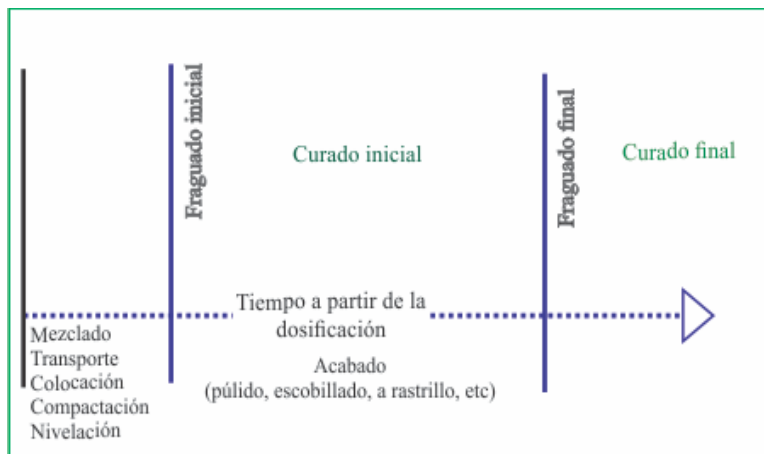 Fraguado inicial
Curado inicial
Fraguado final
Curado final
Tiempo a partir de la
dosificación
Mezclado
Transporte
Colocación
Compactación
Nivelación
Acabado
(púlido, escobillado, a rastrillo, etc)